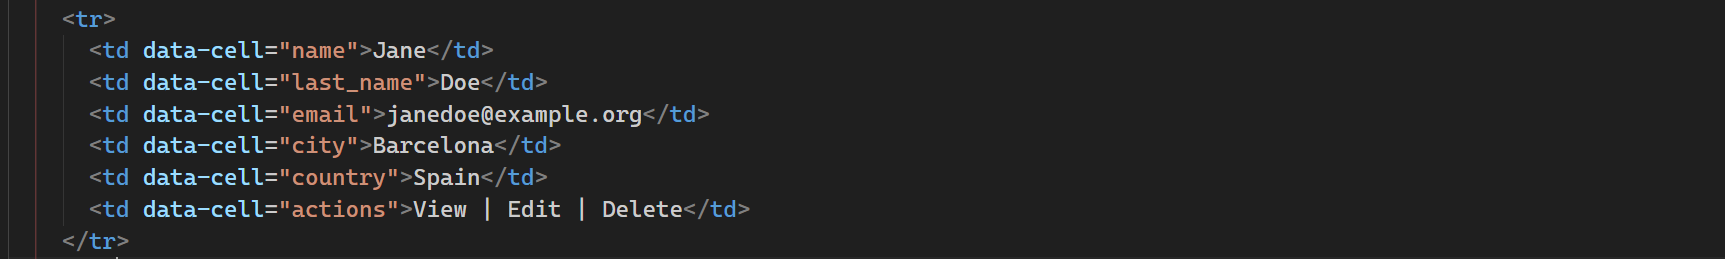 <tr>
<td data-cell="name">Jane</td>
<td data-cell="last_name">Doe</td>
<td data-cell="email">janedoe@example.org</td>
<td data-cell="city">Barcelona</td>
<td data-cell="country">Spain</td>
<td data-cell="actions">View | Edit | Delete</td>
</tr>